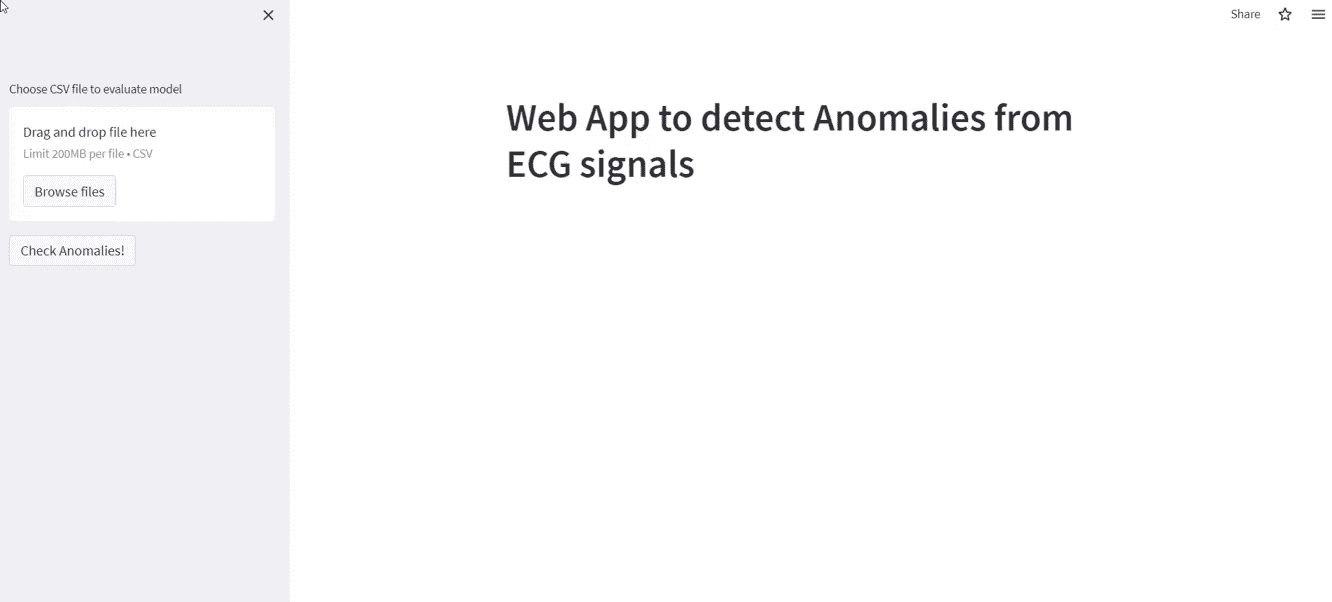 Share
Choose CSV file to evaluate model
Drag and drop file here
Limit 200MB per file • CSV
Browse files
Check Anomalies!
Web App to detect Anomalies from
ECG signals